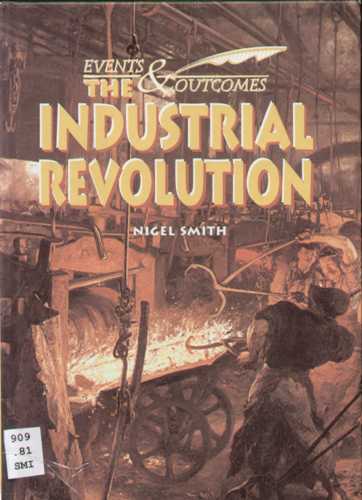 EVENTS & OUTCOMES
THE
INDUSTRIAL
REVOLUTION
NIGEL SMITH
909
.81
SMI